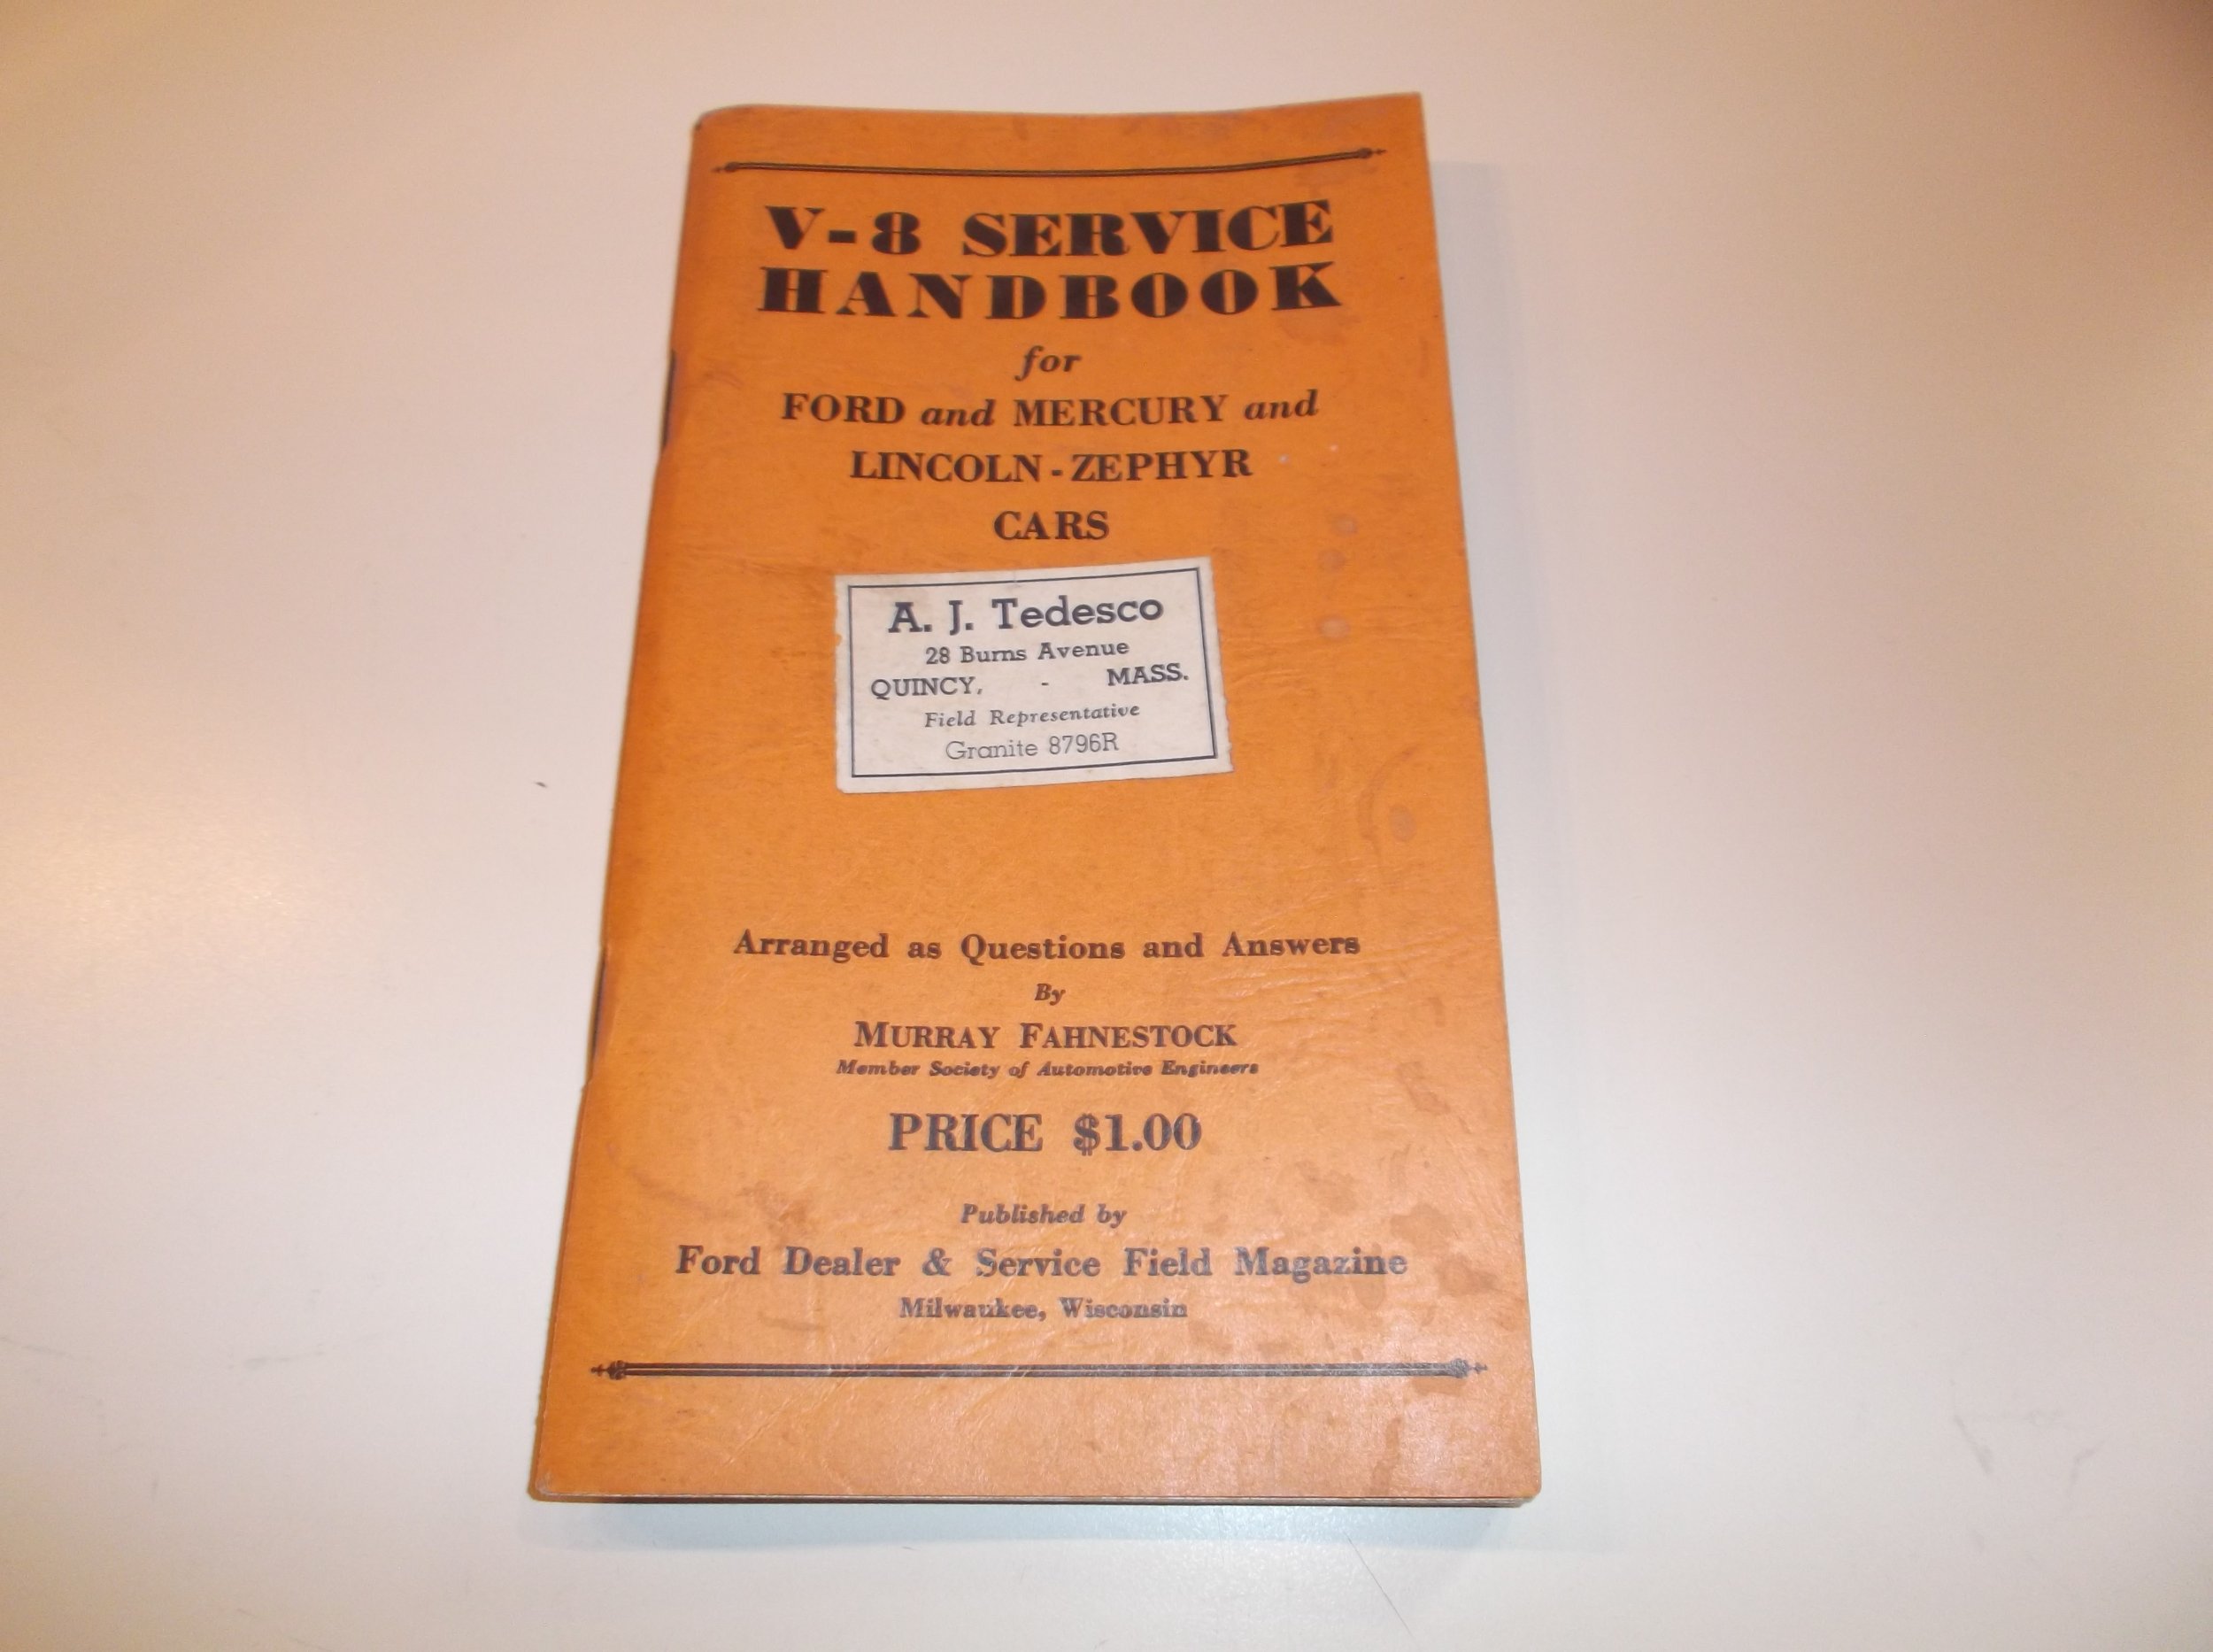 V-8 SERVICE
HANDBOOK
for
FORD and MERCURY and
LINCOLN-ZEPHYR
CARS
A. J. Tedesco
28 Burns Avenue
QUINCY, - MASS.
Field Representative
Granite 8796R
Arranged as Questions and Answers
By
MURRAY FAHNESTOCK
Member Society of Automotive Engineers
PRICE $1.00
Published by
Ford Dealer & Service Field Magazine
Milwaukee, Wisconsin